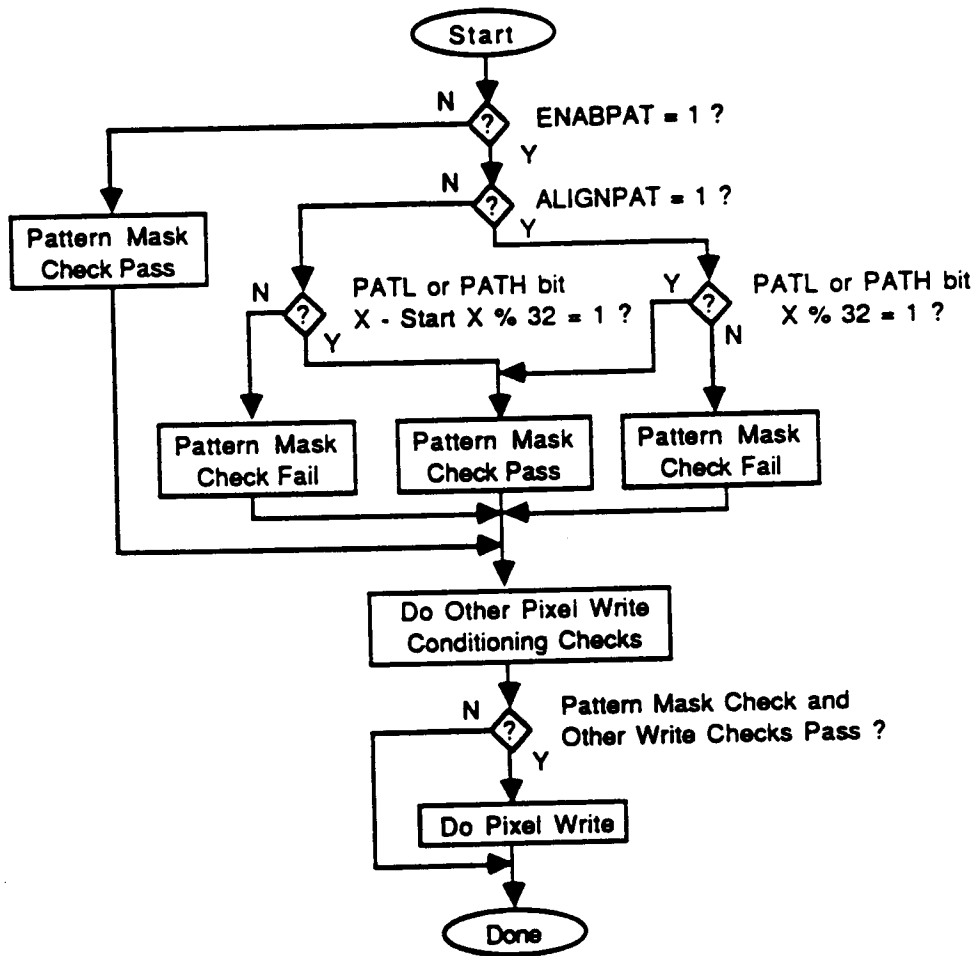 Start
N
? ENABPAT = 1 ?
Y
N
? ALIGNPAT = 1 ?
Y
Pattern Mask
Check Pass
N
?
Y
PATL or PATH bit
X - Start X % 32 = 1 ?
Y
?
N
PATL or PATH bit
X % 32 = 1 ?
Pattern Mask
Check Fail
Pattern Mask
Check Pass
Pattern Mask
Check Fail
Do Other Pixel Write
Conditioning Checks
N
?
Y
Pattern Mask Check and
Other Write Checks Pass ?
Do Pixel Write
Done